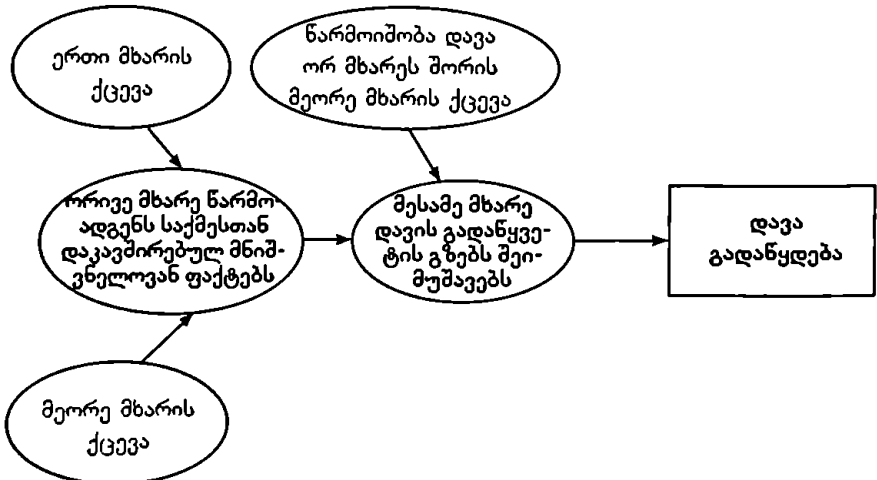 ერთი მხარის
ქცევა
წარმოიშობა დავა
ორ მხარეს შორის
მეორე მხარის ქცევა
ორივე მხარე წარმო-
ადგენს საქმესთან
დაკავშირებულ მნიშ-
ვნელოვან ფაქტებს
მესამე მხარე
დავის გადაწყვე-
ტის გზებს შეი-
მუშავებს
დავა
გადაწყდება
მეორე მხარის
ქცევა